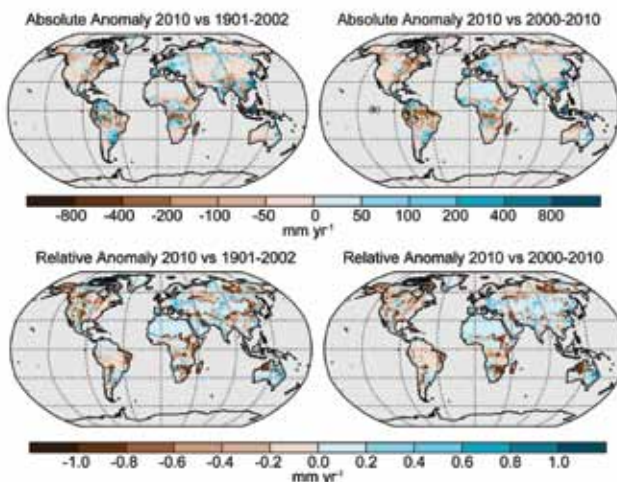 Absolute Anomaly 2010 vs 1901-2002
Absolute Anomaly 2010 vs 2000-2010
-800 -400 -200 -100 -50 0 50 100 200 400 800
mm yr⁻¹
Relative Anomaly 2010 vs 1901-2002
Relative Anomaly 2010 vs 2000-2010
-1.0 -0.8 -0.6 -0.4 -0.2 0.0 0.2 0.4 0.6 0.8 1.0
mm yr⁻¹